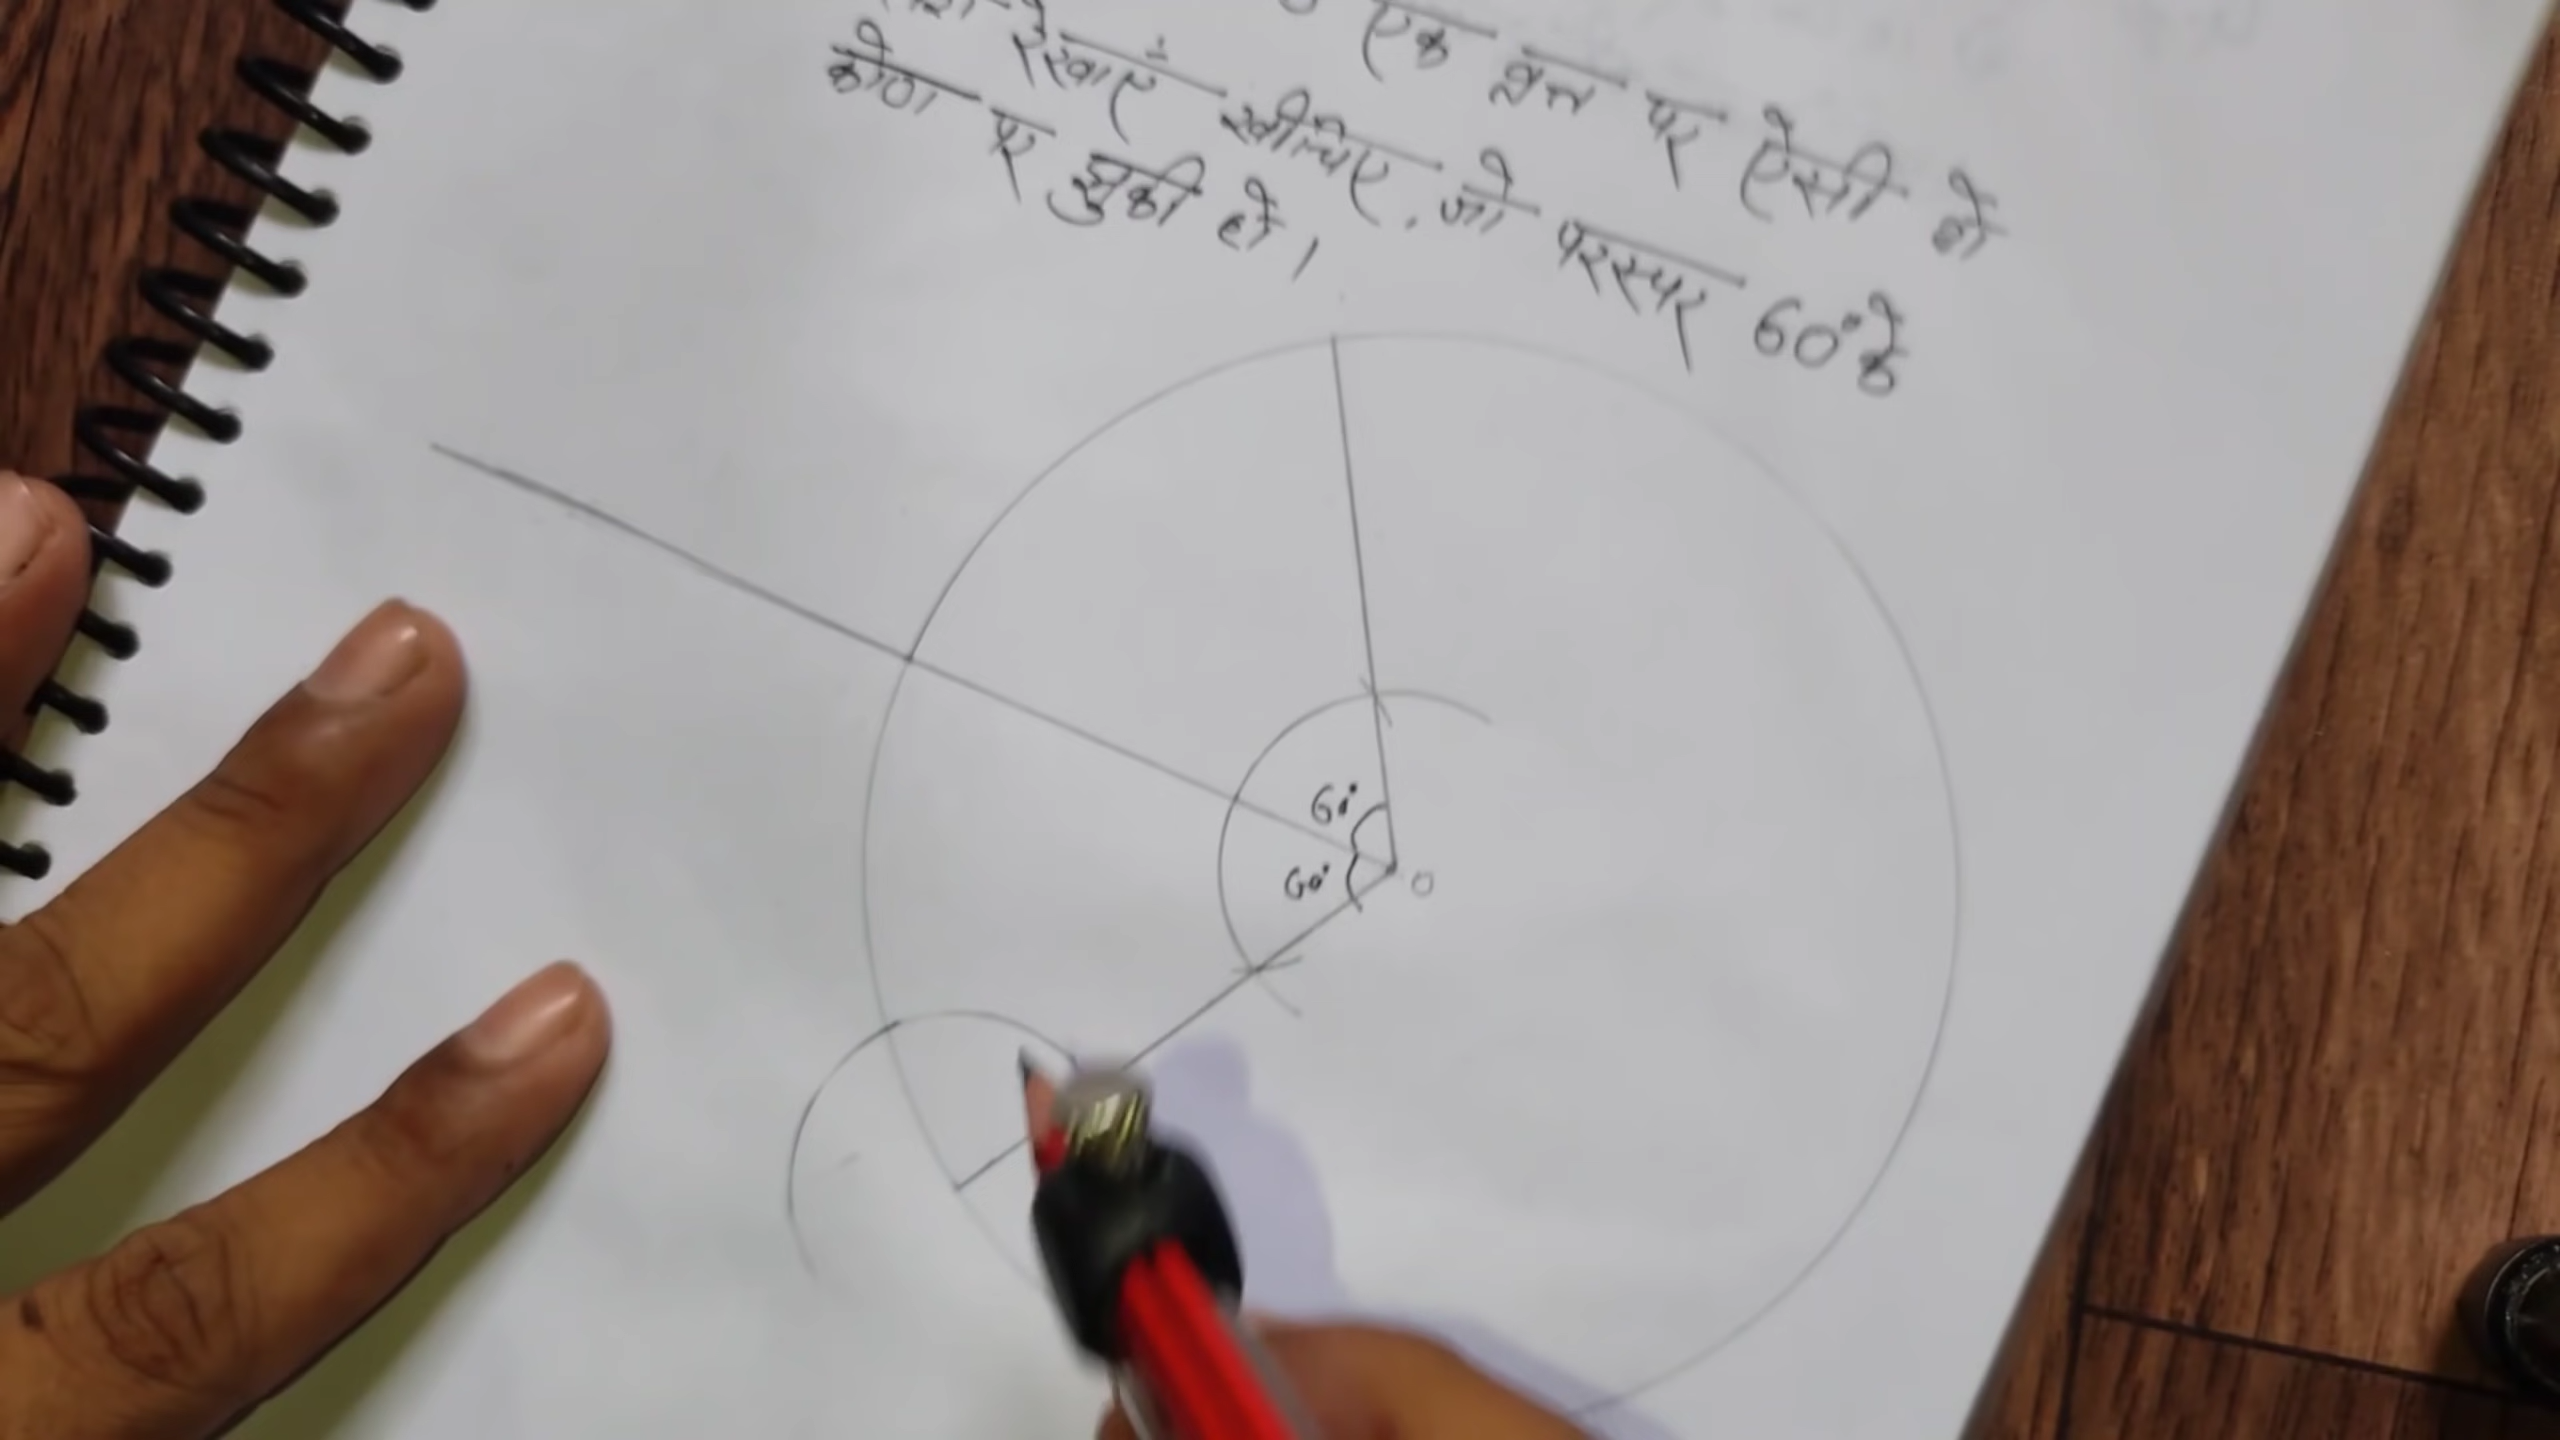 एक वृत्त पर ऐसी दो
रेखाएँ खींचिए, जो परस्पर 60° के
कोण पर झुकी हो।
60°
60°
O